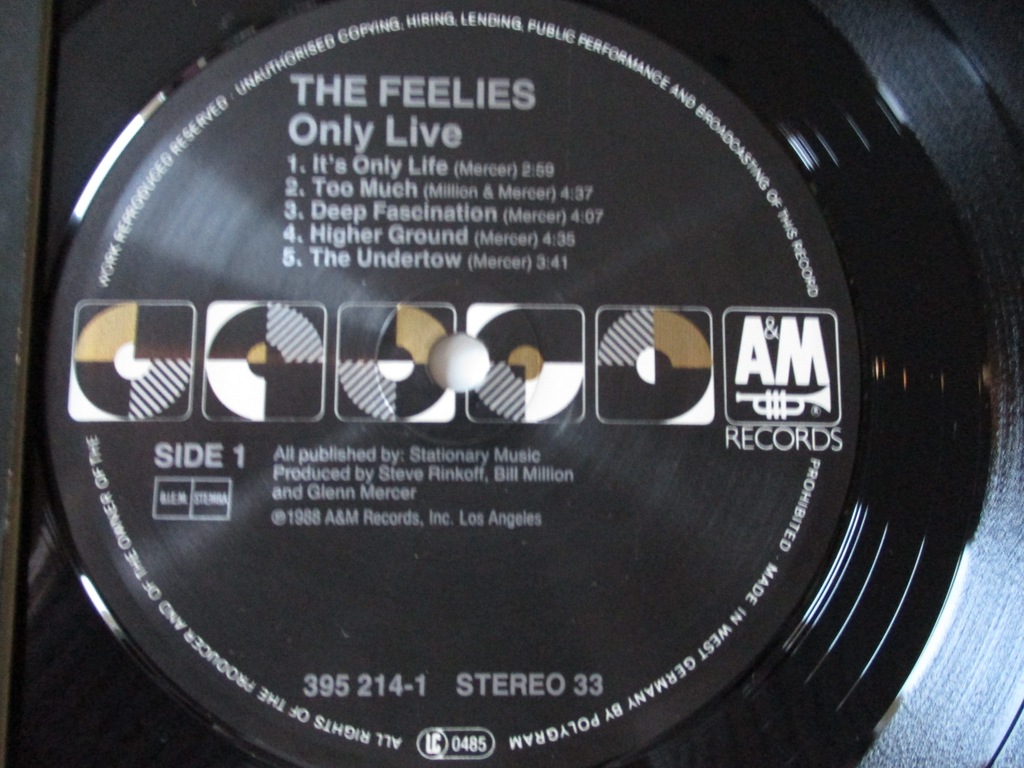 THE FEELIES
Only Live
1. It's Only Life (Mercer) 2:59
2. Too Much (Million & Mercer) 4:37
3. Deep Fascination (Mercer) 4:07
4. Higher Ground (Mercer) 4:35
5. The Undertow (Mercer) 3:41
A&M
®
RECORDS
SIDE 1
B.I.E.M. STEMRA
All published by: Stationary Music
Produced by Steve Rinkoff, Bill Million
and Glenn Mercer
℗1988 A&M Records, Inc. Los Angeles
395 214-1 STEREO 33
LC 0485
ALL RIGHTS OF THE PRODUCER AND OF THE OWNER OF THE WORK REPRODUCED RESERVED · UNAUTHORISED COPYING, HIRING, LENDING, PUBLIC PERFORMANCE AND BROADCASTING OF THIS RECORD PROHIBITED · MADE IN WEST GERMANY BY POLYGRAM